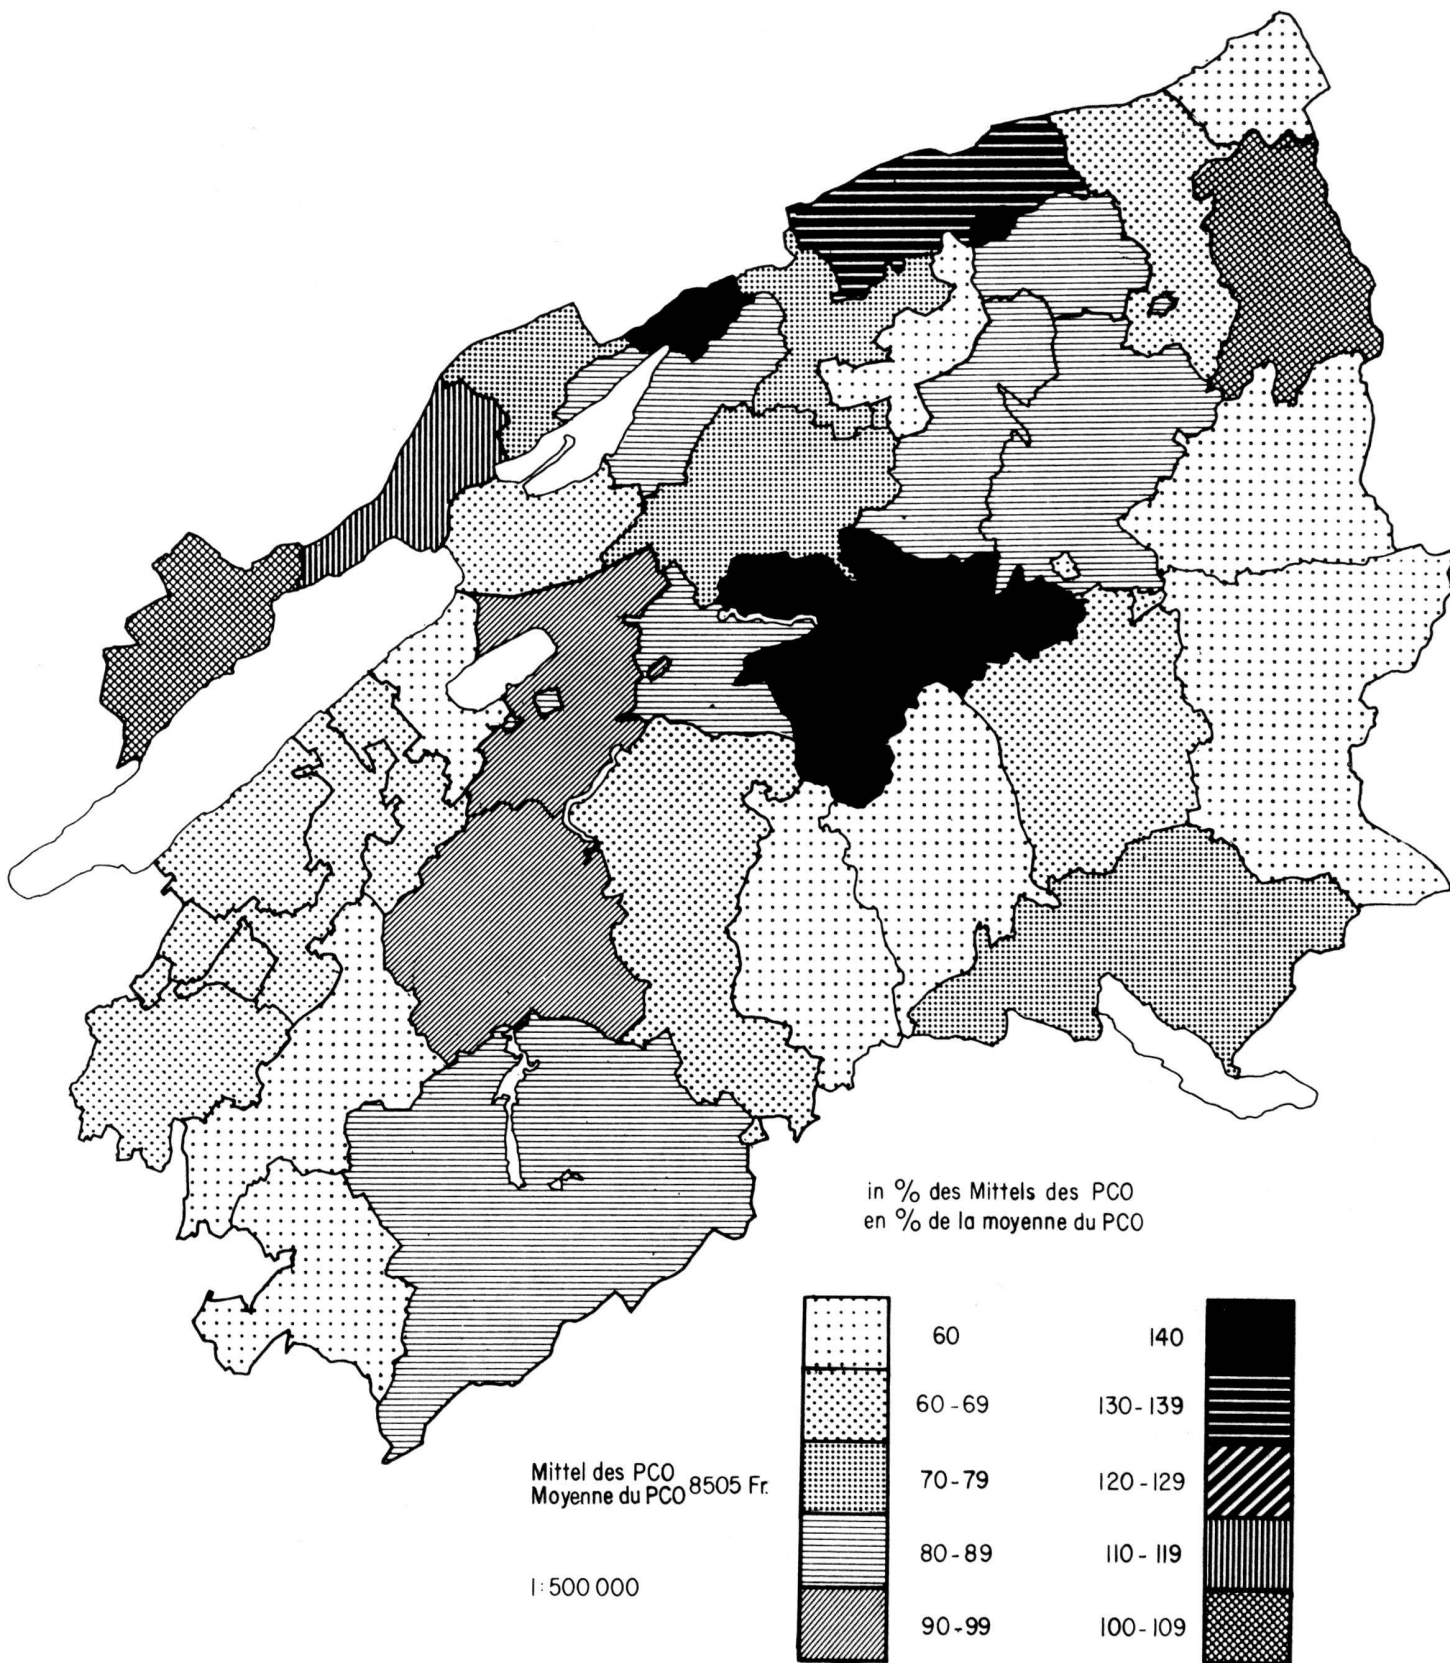 in % des Mittels des PCO
en % de la moyenne du PCO
60
60-69
70-79
80-89
90-99
140
130-139
120-129
110-119
100-109
Mittel des PCO
Moyenne du PCO 8505 Fr.
1:500 000